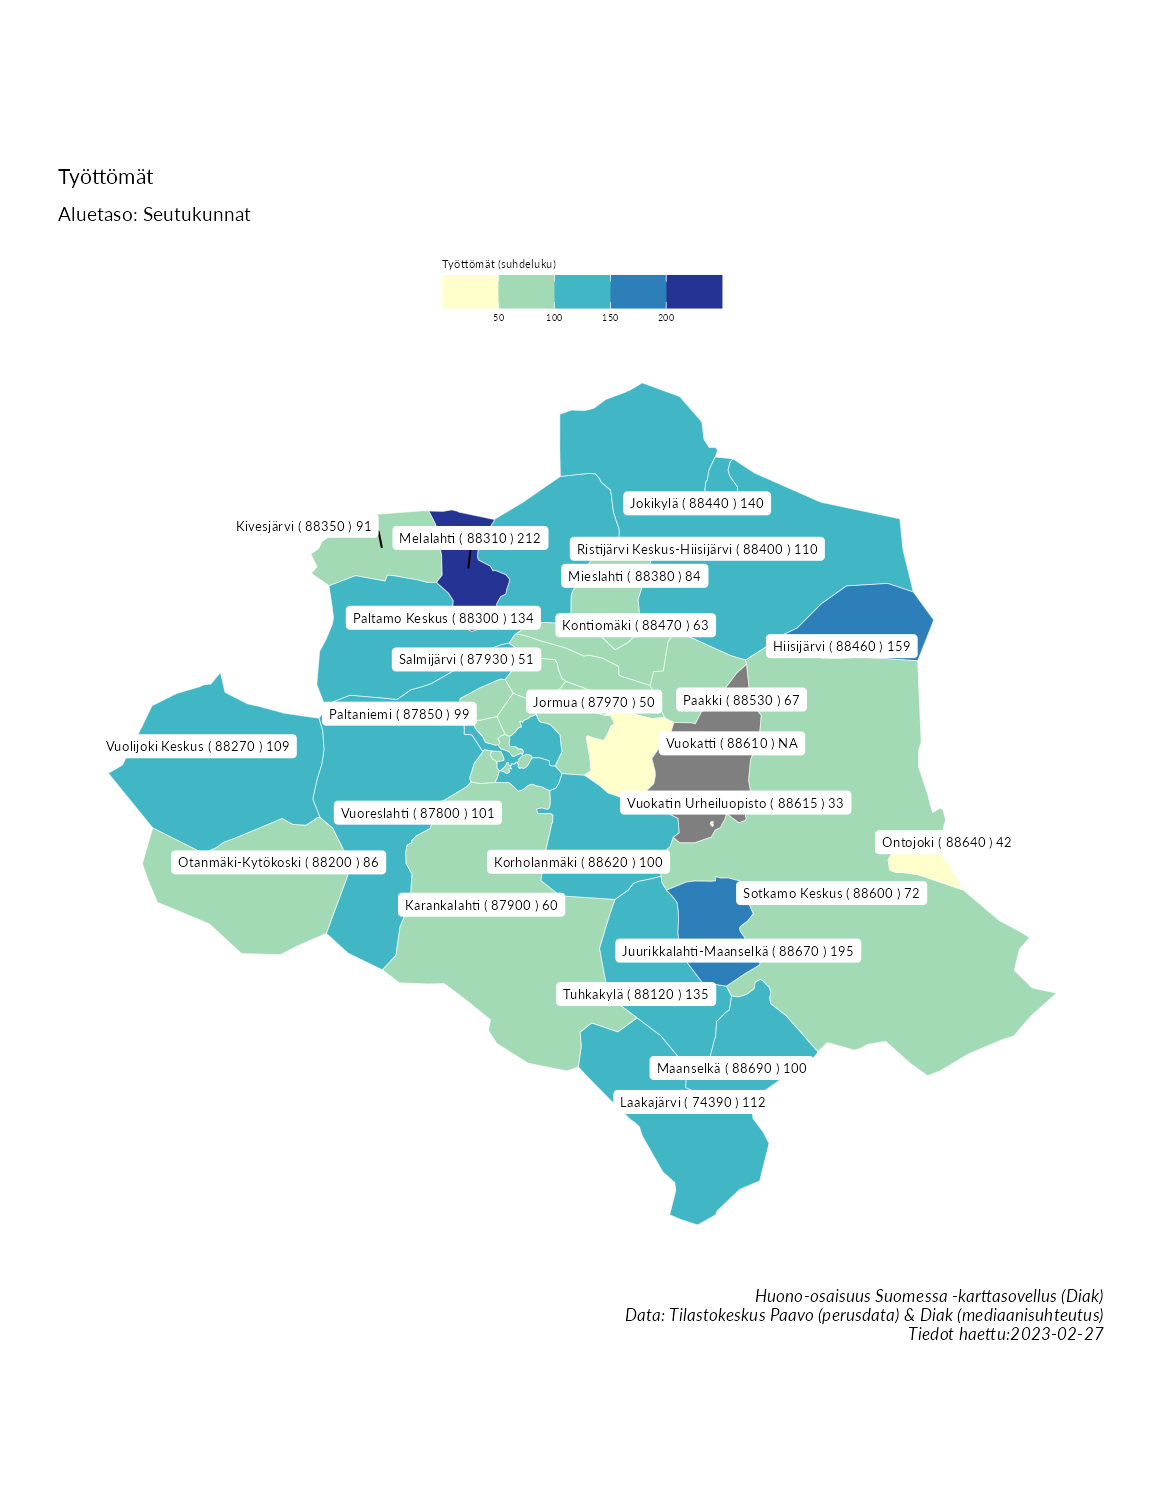 Työttömät
Aluetaso: Seutukunnat
Työttömät (suhdeluku)
50 100 150 200
Jokikylä ( 88440 ) 140
Kivesjärvi ( 88350 ) 91
Melalahti ( 88310 ) 212
Ristijärvi Keskus-Hiisijärvi ( 88400 ) 110
Mieslahti ( 88380 ) 84
Paltamo Keskus ( 88300 ) 134
Kontiomäki ( 88470 ) 63
Hiisijärvi ( 88460 ) 159
Salmijärvi ( 87930 ) 51
Jormua ( 87970 ) 50
Paakki ( 88530 ) 67
Paltaniemi ( 87850 ) 99
Vuolijoki Keskus ( 88270 ) 109
Vuokatti ( 88610 ) NA
Vuokatin Urheiluopisto ( 88615 ) 33
Vuoreslahti ( 87800 ) 101
Ontojoki ( 88640 ) 42
Otanmäki-Kytökoski ( 88200 ) 86
Korholanmäki ( 88620 ) 100
Sotkamo Keskus ( 88600 ) 72
Karankalahti ( 87900 ) 60
Juurikkalahti-Maanselkä ( 88670 ) 195
Tuhkakylä ( 88120 ) 135
Maanselkä ( 88690 ) 100
Laakajärvi ( 74390 ) 112
Huono-osaisuus Suomessa -karttasovellus (Diak)
Data: Tilastokeskus Paavo (perusdata) & Diak (mediaanisuhteutus)
Tiedot haettu:2023-02-27